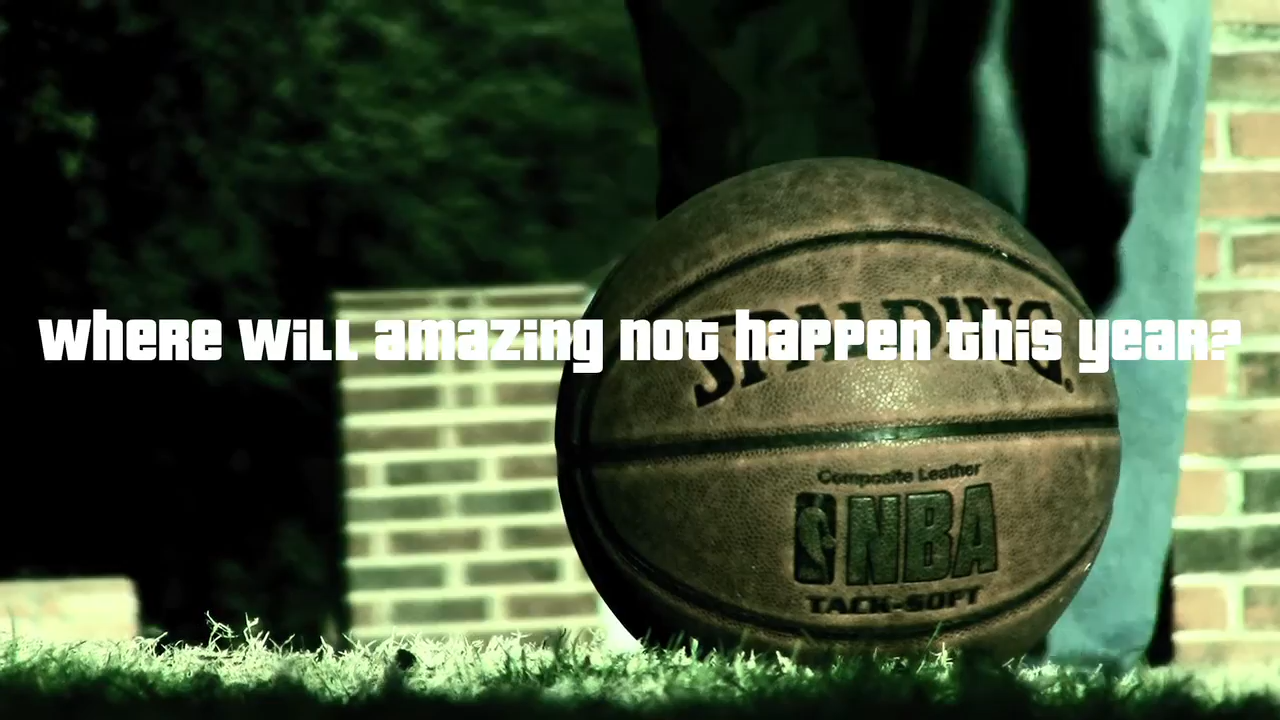 where will amazing not happen this year?
SPALDING
Composite Leather
NBA
TACK-SOFT